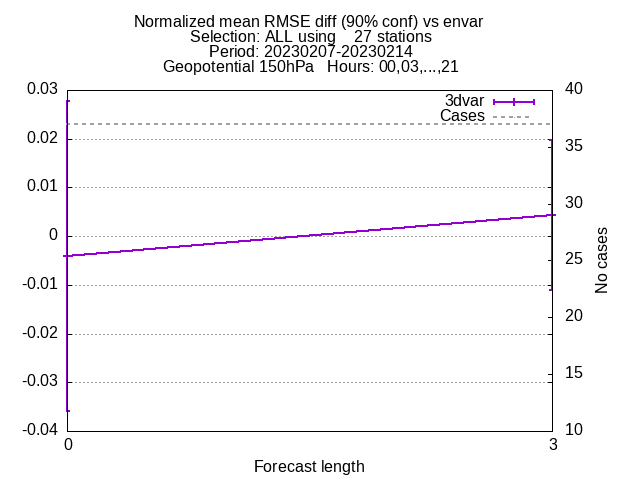 Normalized mean RMSE diff (90% conf) vs envar
Selection: ALL using    27 stations
Period: 20230207-20230214
Geopotential 150hPa   Hours: 00,03,...,21
3dvar
Cases
0.03
0.02
0.01
0
-0.01
-0.02
-0.03
-0.04
40
35
30
25
20
15
10
No cases
0
3
Forecast length